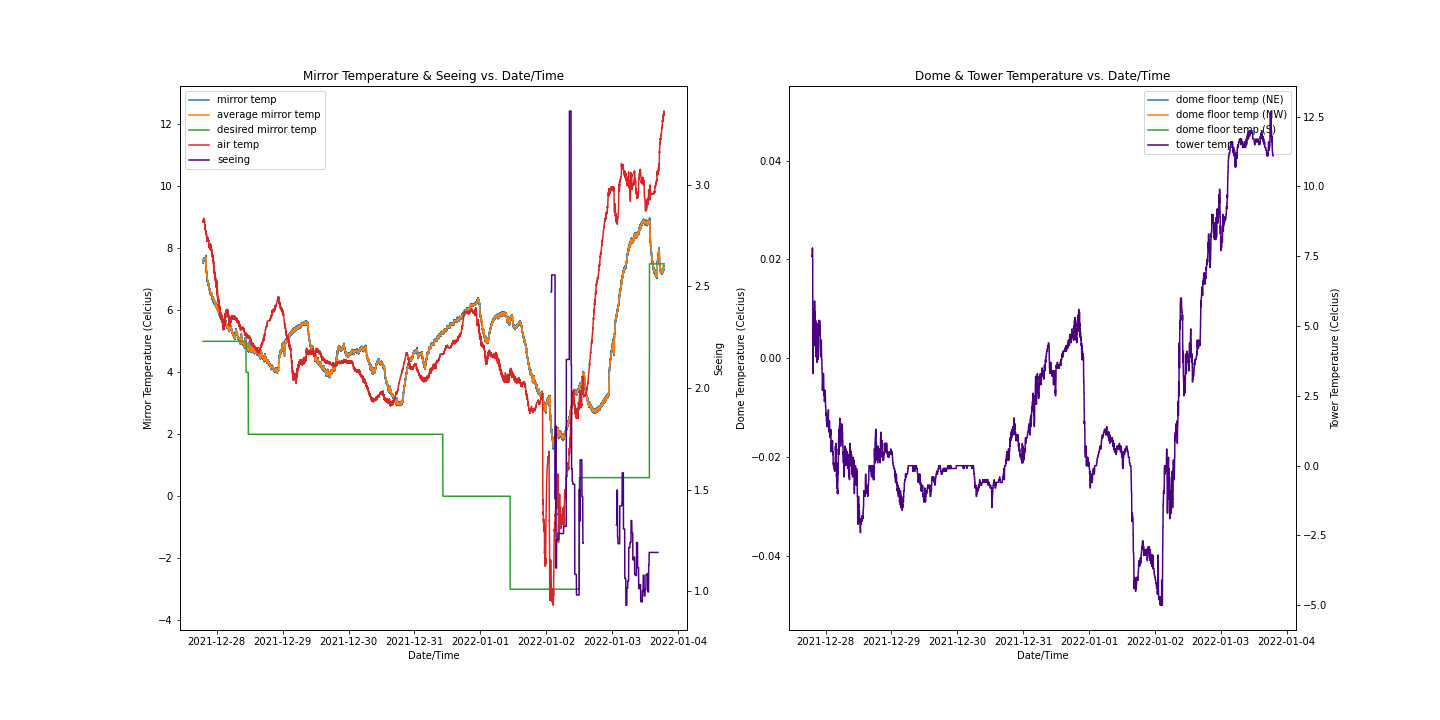 Mirror Temperature & Seeing vs. Date/Time
mirror temp
average mirror temp
desired mirror temp
air temp
seeing
12
10
8
6
4
2
0
−2
−4
Mirror Temperature (Celcius)
3.0
2.5
2.0
1.5
1.0
Seeing
2021-12-28
2021-12-29
2021-12-30
2021-12-31
2022-01-01
2022-01-02
2022-01-03
2022-01-04
Date/Time
Dome & Tower Temperature vs. Date/Time
dome floor temp (NE)
dome floor temp (NW)
dome floor temp (S)
tower temp
0.04
0.02
0.00
−0.02
−0.04
Dome Temperature (Celcius)
12.5
10.0
7.5
5.0
2.5
0.0
−2.5
−5.0
Tower Temperature (Celcius)
2021-12-28
2021-12-29
2021-12-30
2021-12-31
2022-01-01
2022-01-02
2022-01-03
2022-01-04
Date/Time